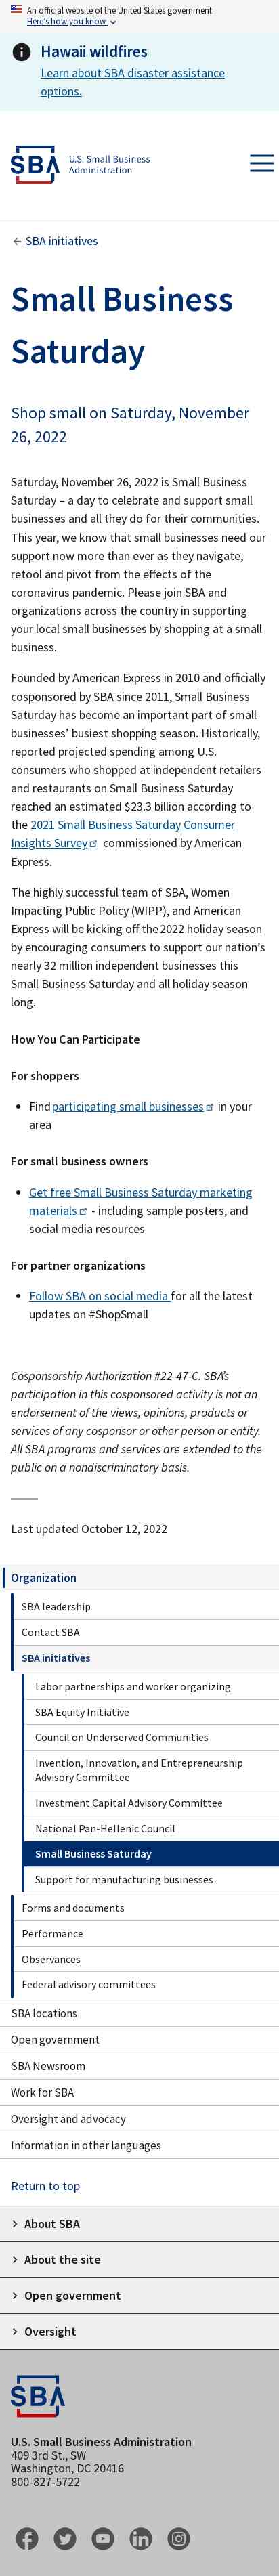 An official website of the United States government
Here's how you know
Hawaii wildfires
Learn about SBA disaster assistance
options.
SBA
U.S. Small Business
Administration
SBA initiatives
Small Business
Saturday
Shop small on Saturday, November
26, 2022
Saturday, November 26, 2022 is Small Business
Saturday – a day to celebrate and support small
businesses and all they do for their communities.
This year, we know that small businesses need our
support now more than ever as they navigate,
retool and pivot from the effects of the
coronavirus pandemic. Please join SBA and
organizations across the country in supporting
your local small businesses by shopping at a small
business.
Founded by American Express in 2010 and officially
cosponsored by SBA since 2011, Small Business
Saturday has become an important part of small
businesses’ busiest shopping season. Historically,
reported projected spending among U.S.
consumers who shopped at independent retailers
and restaurants on Small Business Saturday
reached an estimated $23.3 billion according to
the 2021 Small Business Saturday Consumer
Insights Survey commissioned by American
Express.
The highly successful team of SBA, Women
Impacting Public Policy (WIPP), and American
Express will be kicking off the 2022 holiday season
by encouraging consumers to support our nation’s
nearly 32 million independent businesses this
Small Business Saturday and all holiday season
long.
How You Can Participate
For shoppers
Find participating small businesses in your
area
For small business owners
Get free Small Business Saturday marketing
materials - including sample posters, and
social media resources
For partner organizations
Follow SBA on social media for all the latest
updates on #ShopSmall
Cosponsorship Authorization #22-47-C. SBA’s
participation in this cosponsored activity is not an
endorsement of the views, opinions, products or
services of any cosponsor or other person or entity.
All SBA programs and services are extended to the
public on a nondiscriminatory basis.
Last updated October 12, 2022
Organization
SBA leadership
Contact SBA
SBA initiatives
Labor partnerships and worker organizing
SBA Equity Initiative
Council on Underserved Communities
Invention, Innovation, and Entrepreneurship
Advisory Committee
Investment Capital Advisory Committee
National Pan-Hellenic Council
Small Business Saturday
Support for manufacturing businesses
Forms and documents
Performance
Observances
Federal advisory committees
SBA locations
Open government
SBA Newsroom
Work for SBA
Oversight and advocacy
Information in other languages
Return to top
About SBA
About the site
Open government
Oversight
SBA
U.S. Small Business Administration
409 3rd St., SW
Washington, DC 20416
800-827-5722